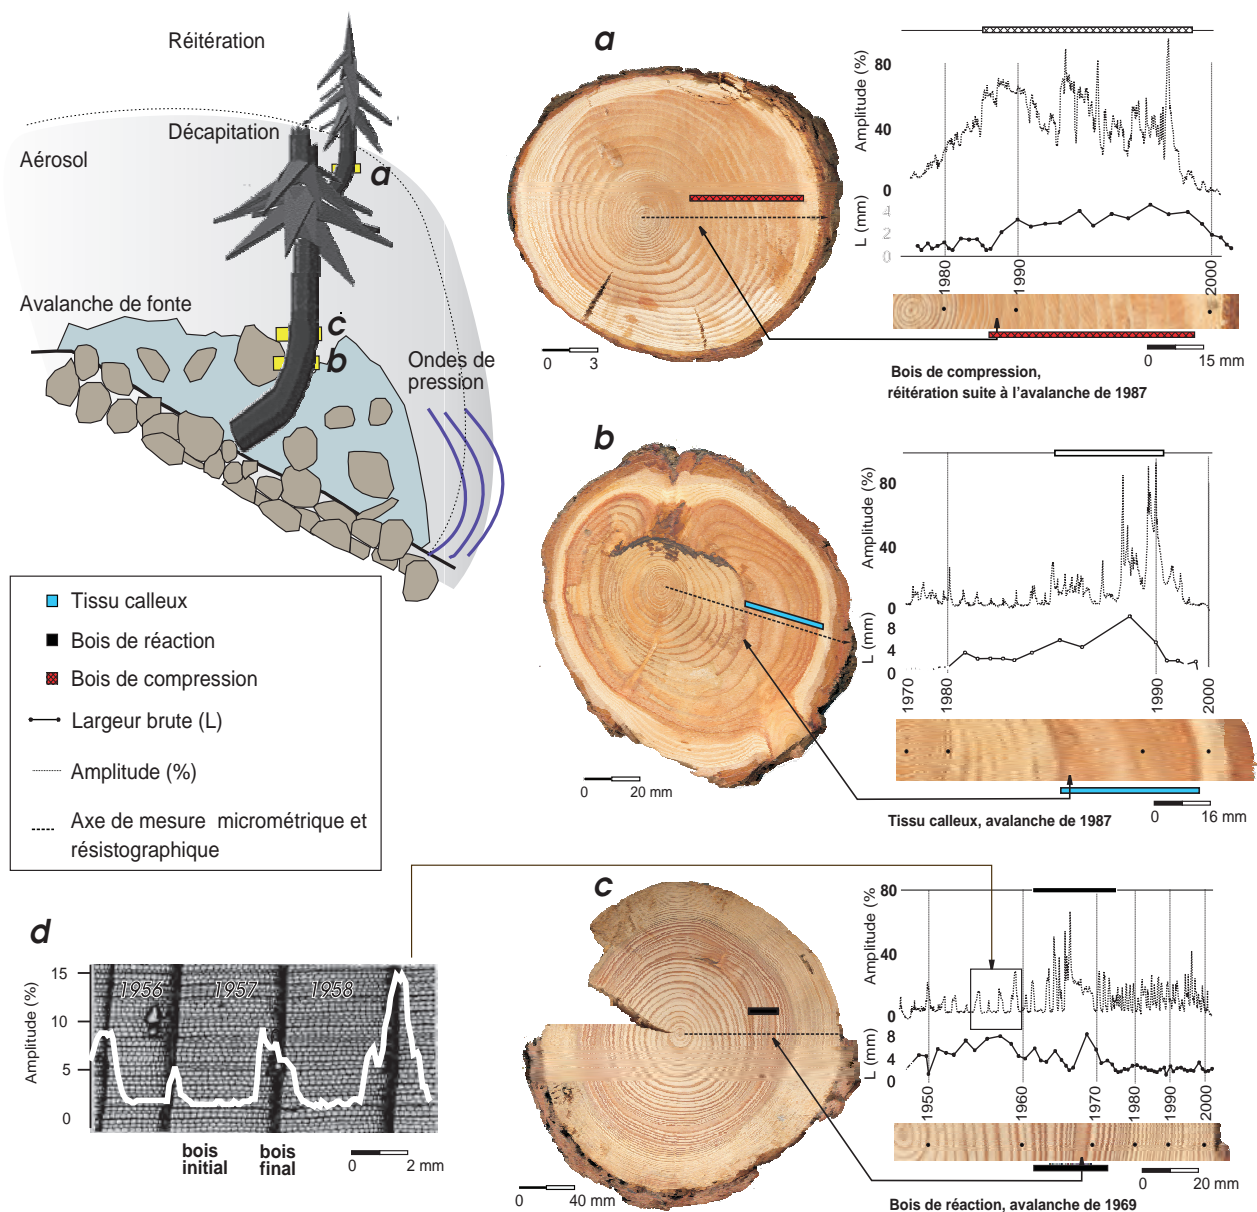 Réitération
Décapitation
Aérosol
a
Avalanche de fonte
c
b
Ondes de
pression
Tissu calleux
Bois de réaction
Bois de compression
Largeur brute (L)
Amplitude (%)
Axe de mesure micrométrique et
résistographique
a
0 3
Amplitude (%)
80
40
0
L (mm)
4
2
0
1980
1990
2000
0 15 mm
Bois de compression,
réitération suite à l'avalanche de 1987
b
0 20 mm
Amplitude (%)
80
40
0
L (mm)
8
4
0
1970
1980
1990
2000
0 16 mm
Tissu calleux, avalanche de 1987
c
0 40 mm
Amplitude (%
80
40
0
L (mm)
8
4
0
1950
1960
1970
1980
1990
2000
0 20 mm
Bois de réaction, avalanche de 1969
d
Amplitude (%)
15
10
5
0
1956
1957
1958
bois
initial
bois
final
0 2 mm